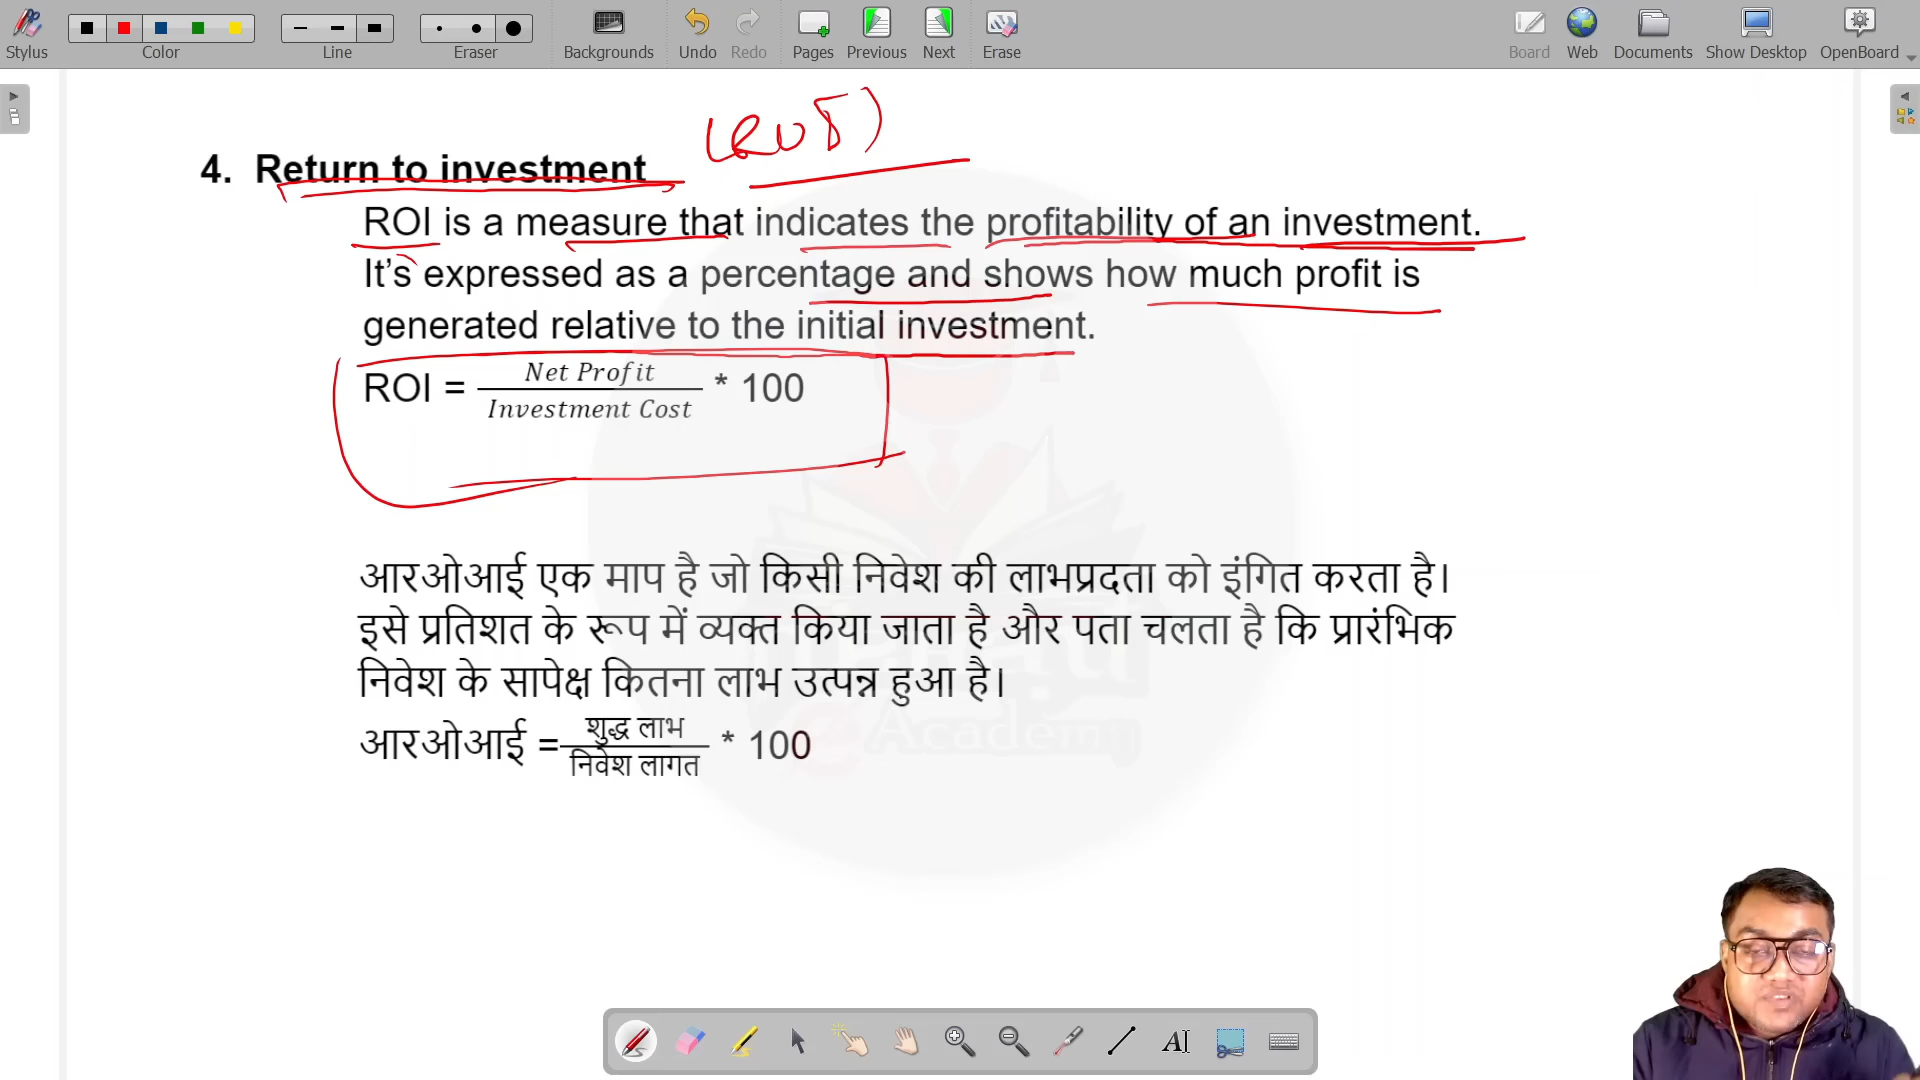 Stylus Color Line Eraser Backgrounds Undo Redo Pages Previous Next Erase Board Web Documents Show Desktop OpenBoard
4. Return to investment
ROI is a measure that indicates the profitability of an investment.
It's expressed as a percentage and shows how much profit is
generated relative to the initial investment.
ROI = Net Profit / Investment Cost * 100
आरओआई एक माप है जो किसी निवेश की लाभप्रदता को इंगित करता है।
इसे प्रतिशत के रूप में व्यक्त किया जाता है और पता चलता है कि प्रारंभिक
निवेश के सापेक्ष कितना लाभ उत्पन्न हुआ है।
Academy
आरओआई = शुद्ध लाभ / निवेश लागत * 100